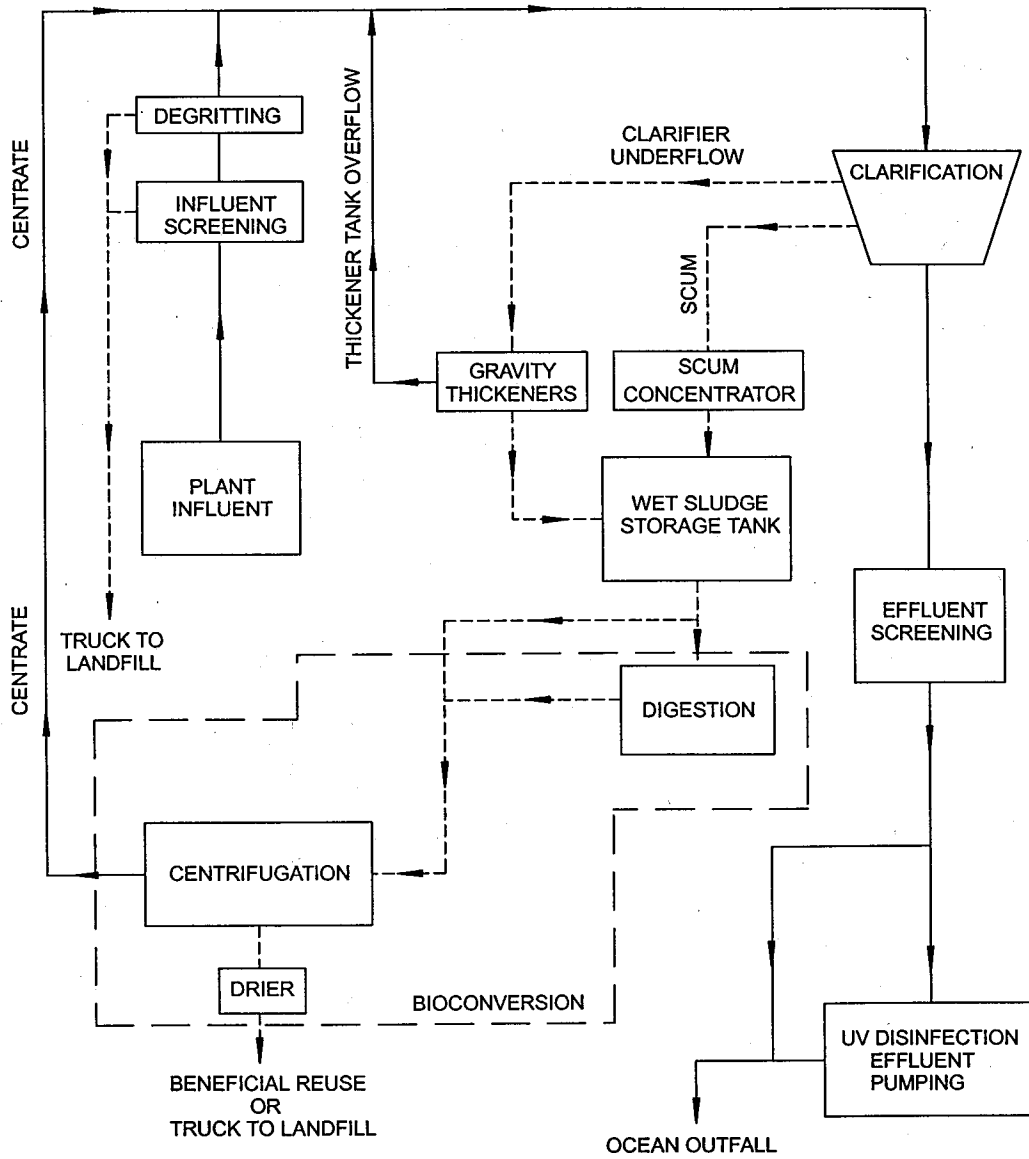 DEGRITTING
INFLUENT
SCREENING
PLANT
INFLUENT
TRUCK TO
LANDFILL
CENTRATE
CENTRATE
THICKENER TANK OVERFLOW
CLARIFIER
UNDERFLOW
CLARIFICATION
SCUM
GRAVITY
THICKENERS
SCUM
CONCENTRATOR
WET SLUDGE
STORAGE TANK
EFFLUENT
SCREENING
DIGESTION
CENTRIFUGATION
DRIER
BIOCONVERSION
UV DISINFECTION
EFFLUENT
PUMPING
BENEFICIAL REUSE
OR
TRUCK TO LANDFILL
OCEAN OUTFALL